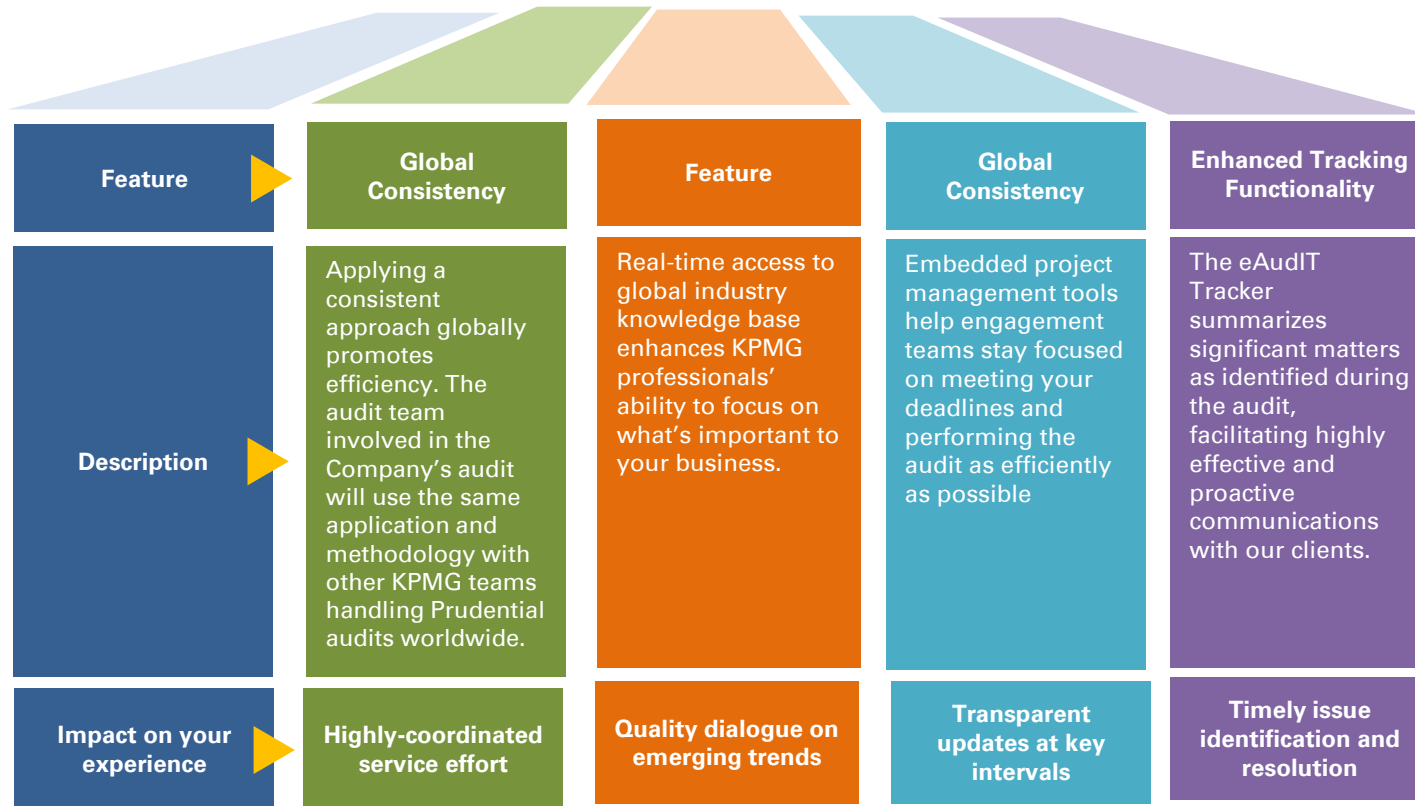 Feature
Global
Consistency
Feature
Global
Consistency
Enhanced Tracking
Functionality
Description
Applying a
consistent
approach globally
promotes
efficiency. The
audit team
involved in the
Company's audit
will use the same
application and
methodology with
other KPMG teams
handling Prudential
audits worldwide.
Real-time access to
global industry
knowledge base
enhances KPMG
professionals'
ability to focus on
what's important to
your business.
Embedded project
management tools
help engagement
teams stay focused
on meeting your
deadlines and
performing the
audit as efficiently
as possible
The eAudIT
Tracker
summarizes
significant matters
as identified during
the audit,
facilitating highly
effective and
proactive
communications
with our clients.
Impact on your
experience
Highly-coordinated
service effort
Quality dialogue on
emerging trends
Transparent
updates at key
intervals
Timely issue
identification and
resolution